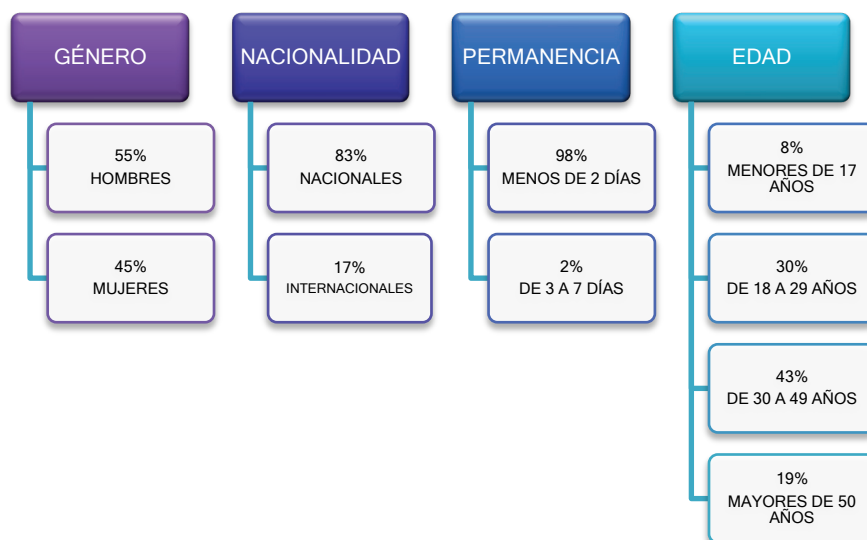 GÉNERO
55%
HOMBRES
45%
MUJERES
NACIONALIDAD
83%
NACIONALES
17%
INTERNACIONALES
PERMANENCIA
98%
MENOS DE 2 DÍAS
2%
DE 3 A 7 DÍAS
EDAD
8%
MENORES DE 17
AÑOS
30%
DE 18 A 29 AÑOS
43%
DE 30 A 49 AÑOS
19%
MAYORES DE 50
AÑOS